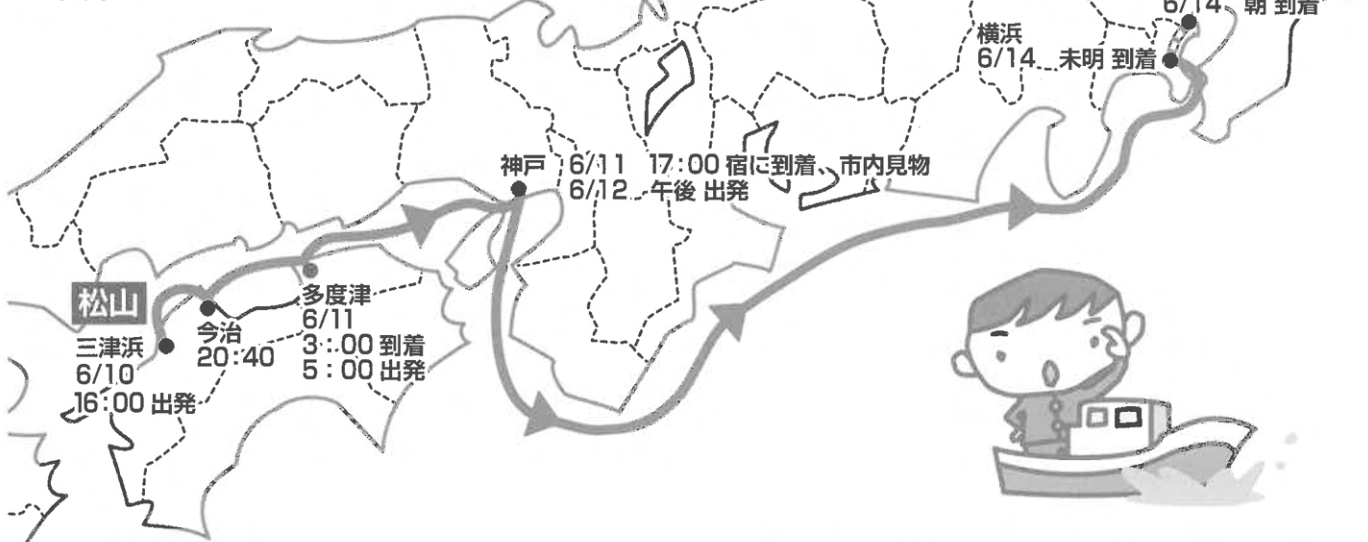 6/14 朝 到着
横浜
6/14 未明 到着
神戸
6/11 17:00 宿に到着、市内見物
6/12 午後 出発
松山
三津浜
6/10
16:00 出発
今治
20:40
多度津
6/11
3:00 到着
5:00 出発